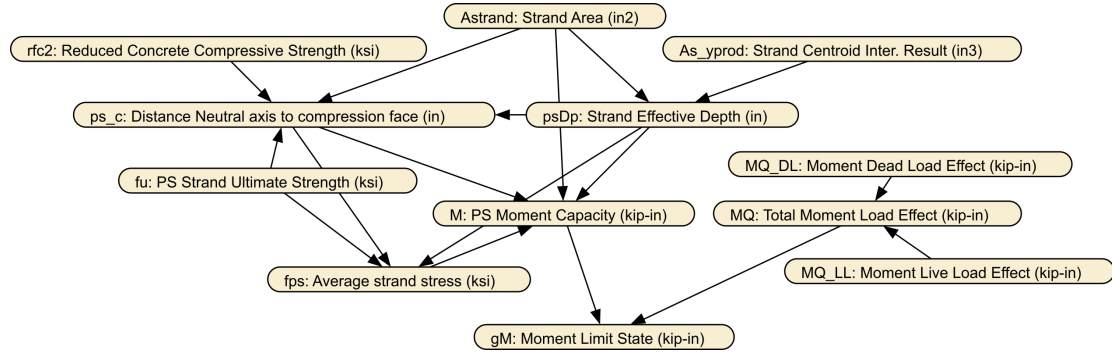 Astrand: Strand Area (in2)
rfc2: Reduced Concrete Compressive Strength (ksi)
As_yprod: Strand Centroid Inter. Result (in3)
ps_c: Distance Neutral axis to compression face (in)
psDp: Strand Effective Depth (in)
MQ_DL: Moment Dead Load Effect (kip-in)
fu: PS Strand Ultimate Strength (ksi)
M: PS Moment Capacity (kip-in)
MQ: Total Moment Load Effect (kip-in)
MQ_LL: Moment Live Load Effect (kip-in)
fps: Average strand stress (ksi)
gM: Moment Limit State (kip-in)